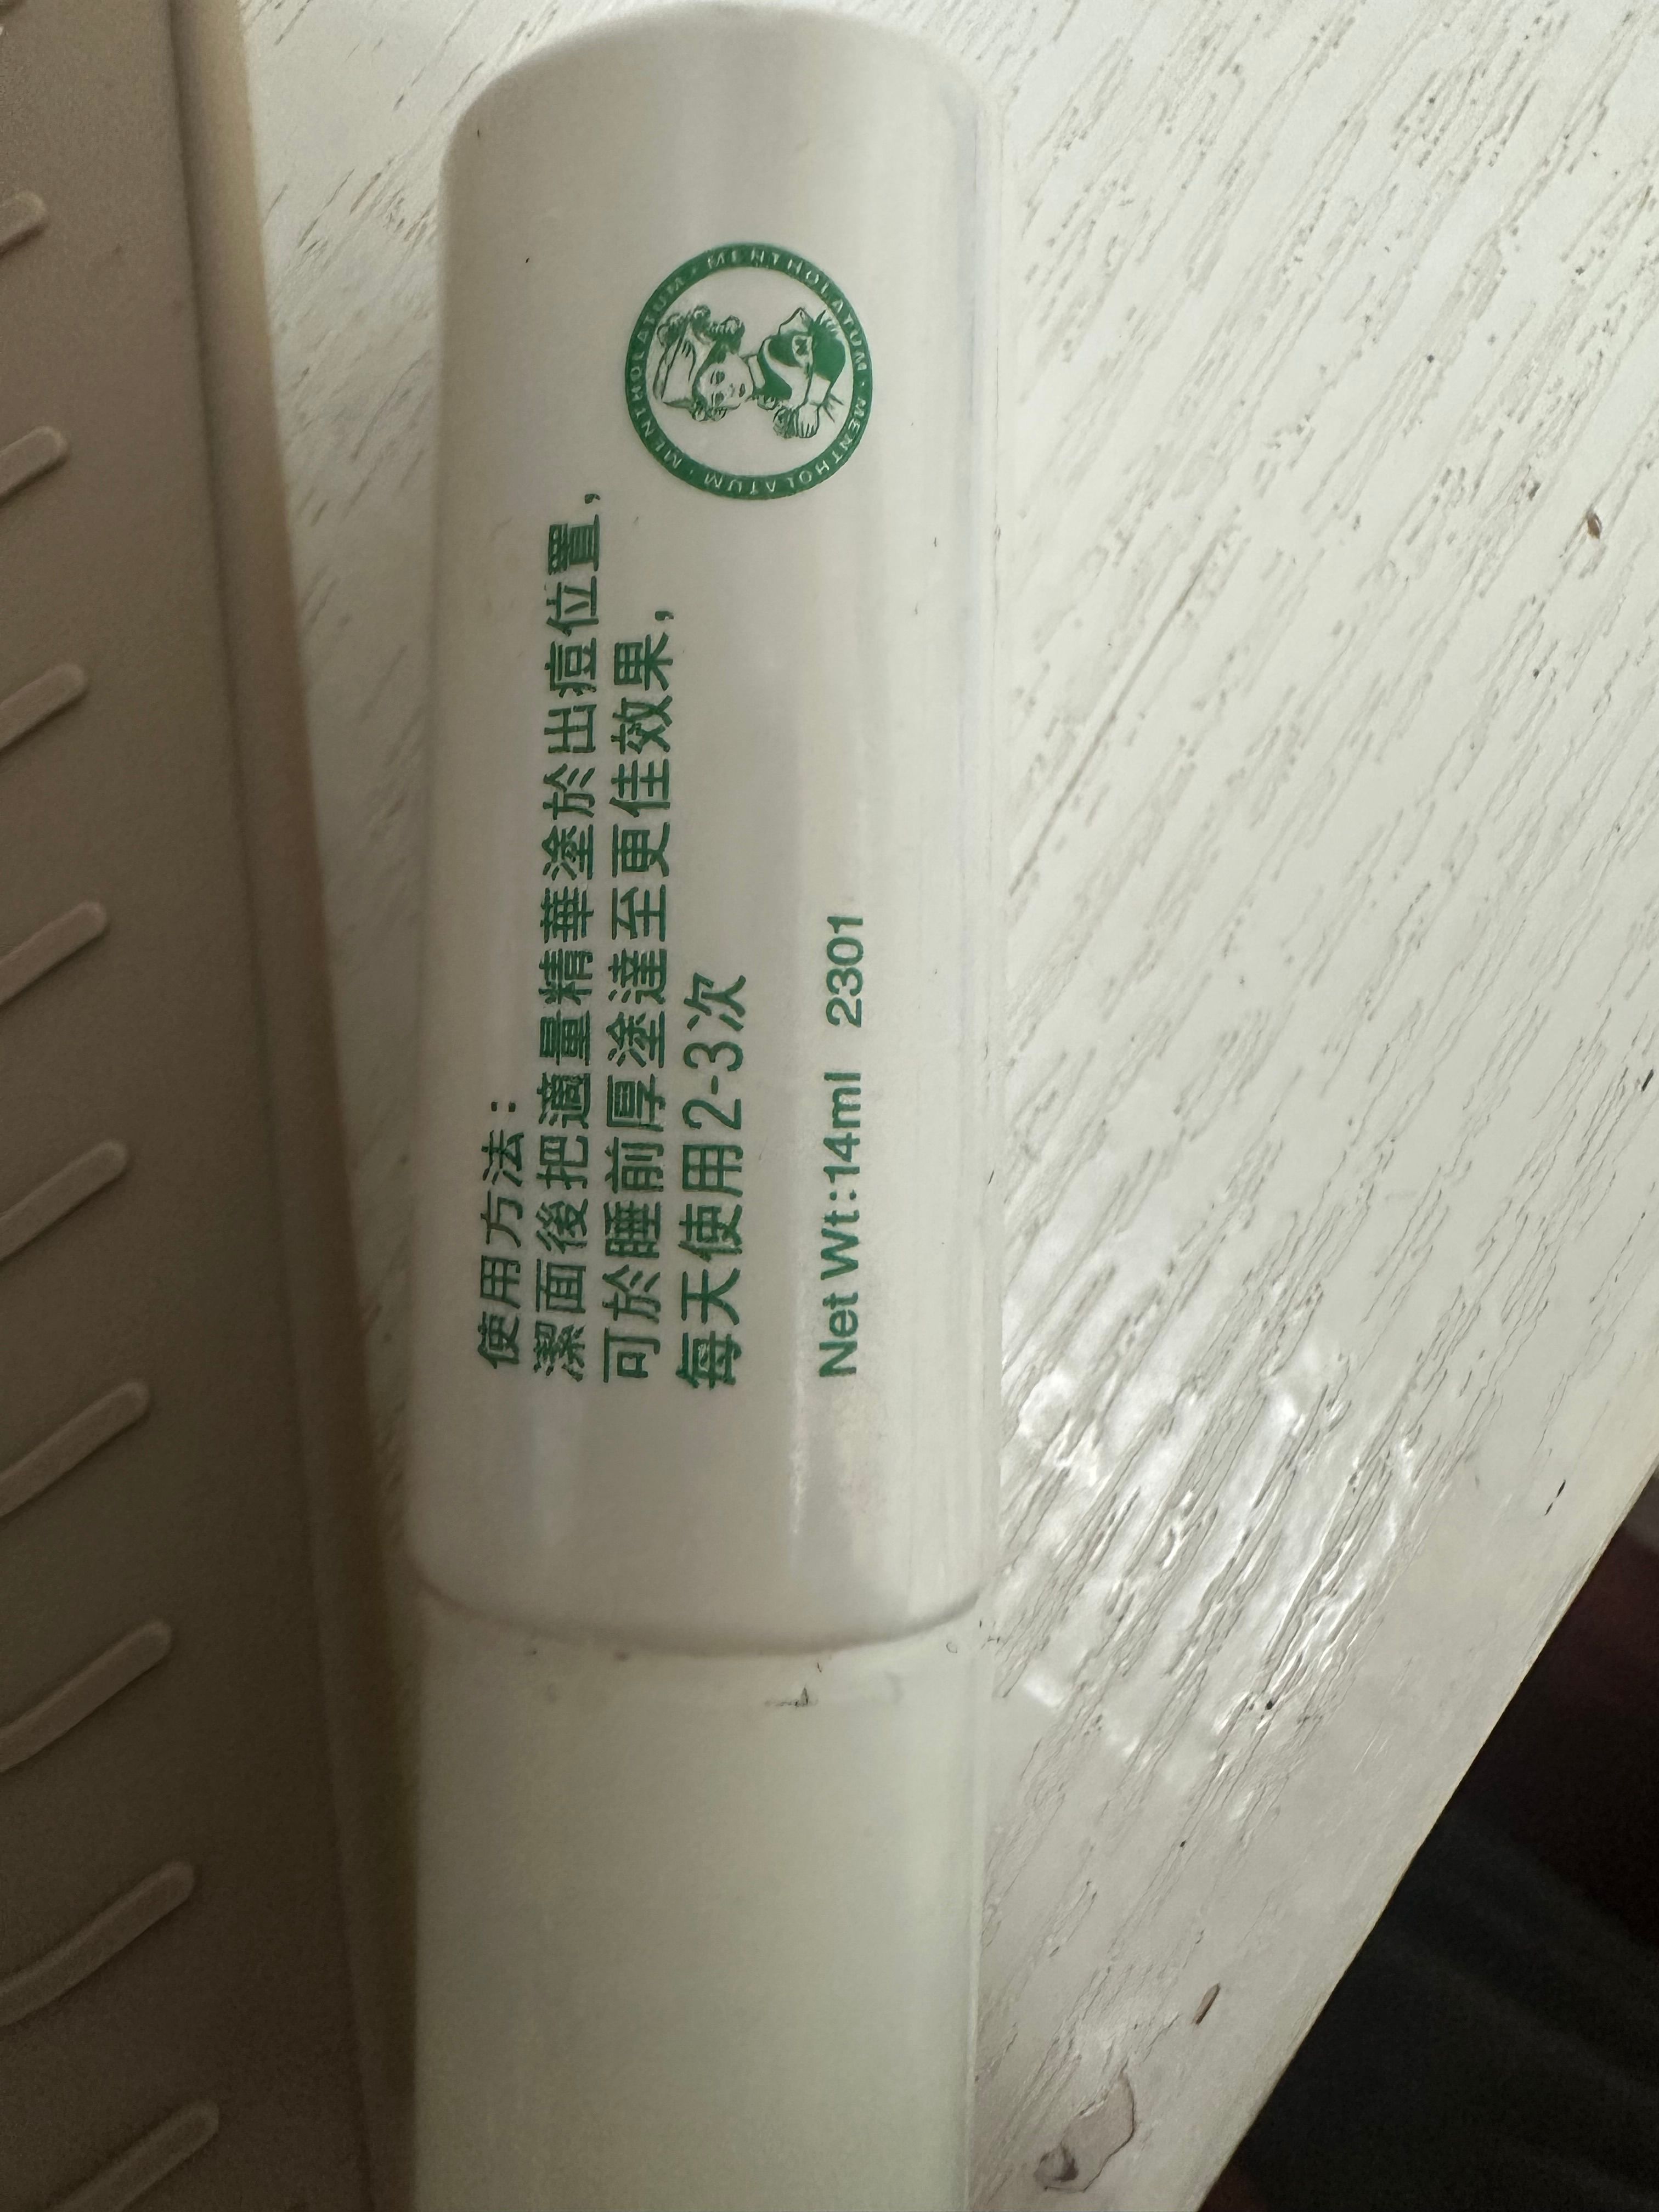 使用方法：
潔面後把適量精華塗於出痘位置，
可於睡前厚塗達至更佳效果，
每天使用2-3次
Net Wt:14ml 2301
MENTHOLATUM · MENTHOLATUM · MENTHOLATUM · MENTHOLATUM ·